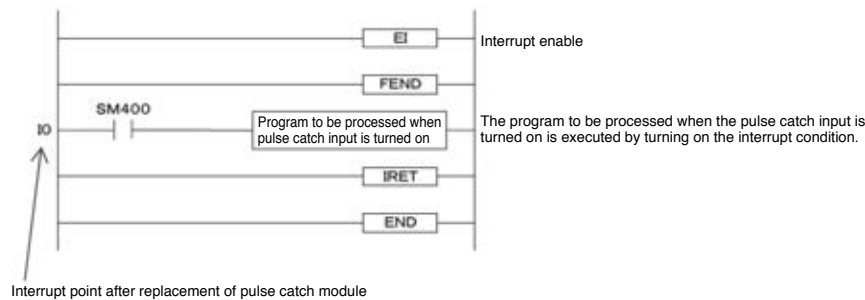 EI
Interrupt enable
FEND
SM400
I0
Program to be processed when
pulse catch input is turned on
The program to be processed when the pulse catch input is
turned on is executed by turning on the interrupt condition.
IRET
END
Interrupt point after replacement of pulse catch module